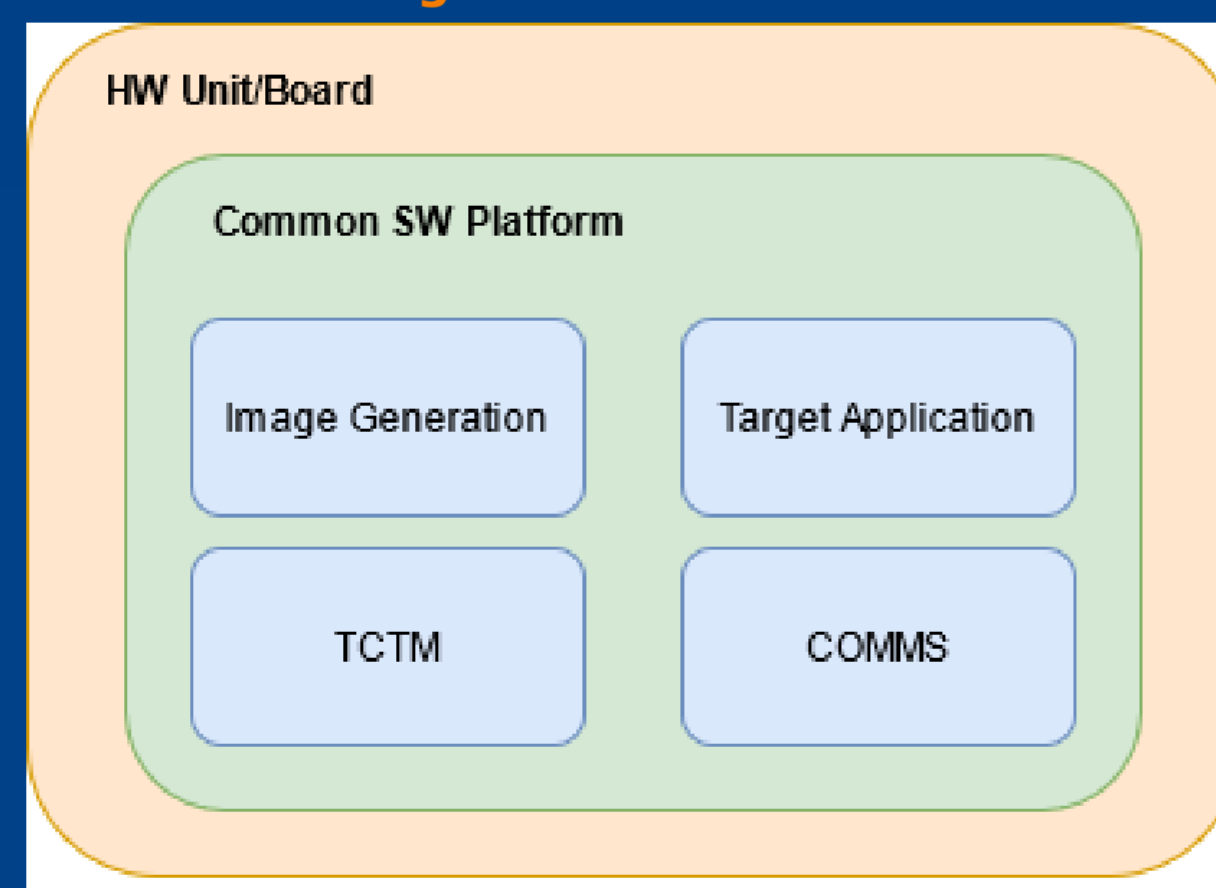 HW Unit/Board
Common SW Platform
Image Generation
Target Application
TCTM
COMMS